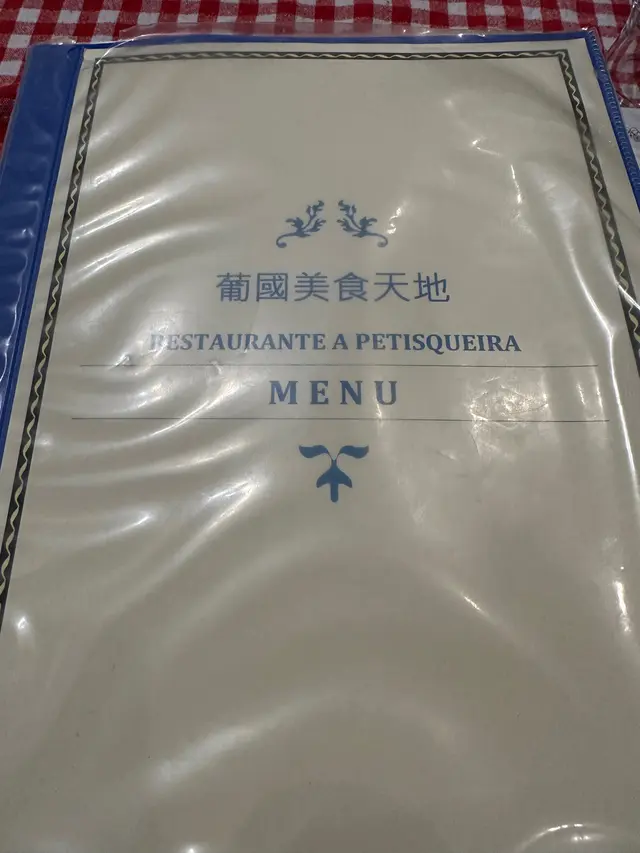 葡國美食天地
RESTAURANTE A PETISQUEIRA
MENU